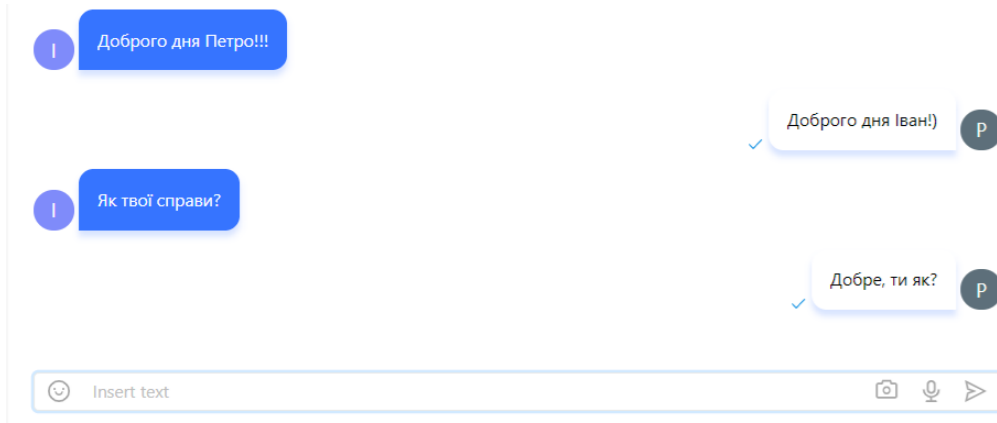 Доброго дня Петро!!!
I
Доброго дня Іван!)
P
Як твої справи?
I
Добре, ти як?
P
Insert text